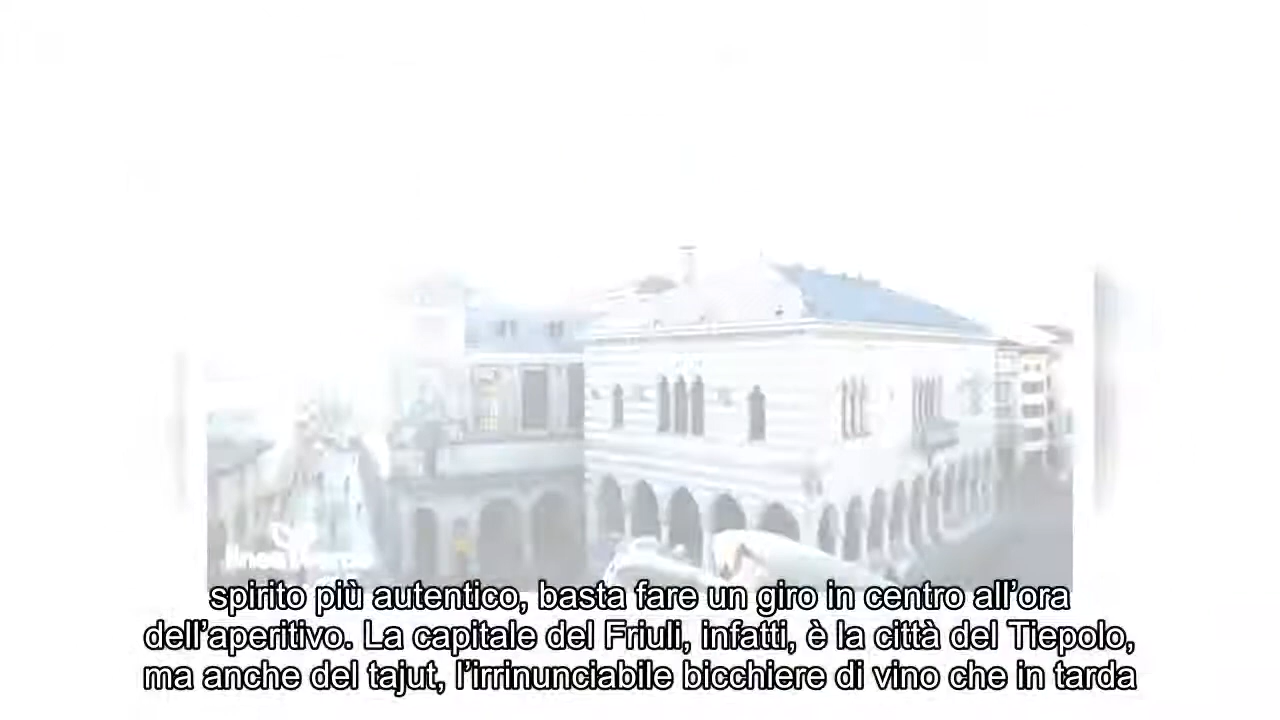 spirito più autentico, basta fare un giro in centro all’ora
dell’aperitivo. La capitale del Friuli, infatti, è la città del Tiepolo,
ma anche del tajut, l’irrinunciabile bicchiere di vino che in tarda